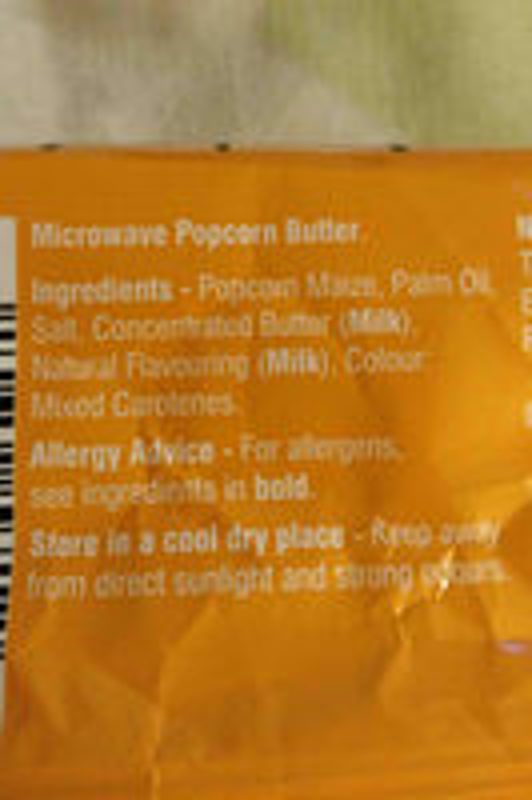 Microwave Popcorn Butter
Ingredients - Popcorn Maize, Palm Oil,
Salt, Concentrated Butter (Milk),
Natural Flavouring (Milk), Colour
Mixed Carotenes.
Allergy Advice - For allergens,
see ingredients in bold.
Store in a cool dry place - Keep away
from direct sunlight and strong odours.